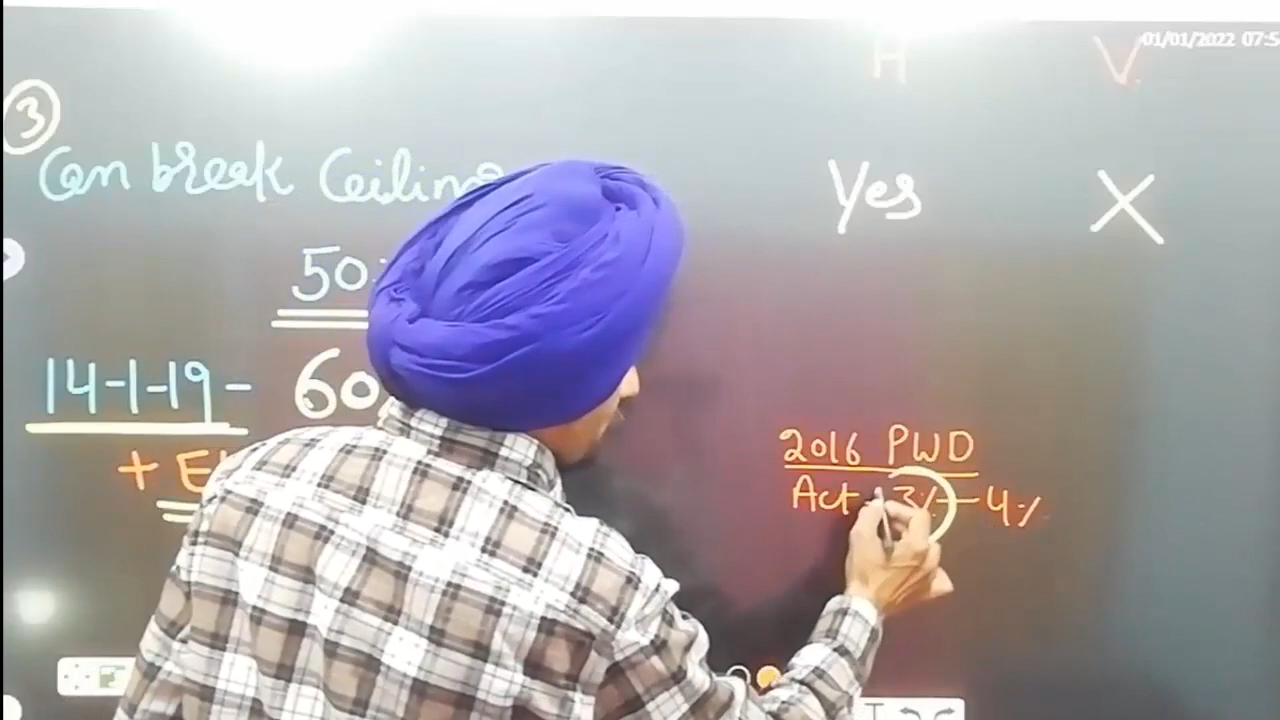 01/01/2022 07:5
H V
3
Can break Ceiling Yes X
50
14-1-19 - 60
+ E
2016 PWD
Act 3% - 4%